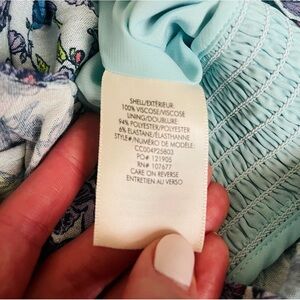 SHELL/EXTÉRIEUR:
100% VISCOSE/VISCOSE
LINING/DOUBLURE:
94% POLYESTER/POLYESTER
6% ELASTANE/ÉLASTHANNE
STYLE#/NUMÉRO DE MODÈLE:
CC004P25803
PO# 121905
RN# 107677
CARE ON REVERSE
ENTRETIEN AU VERSO